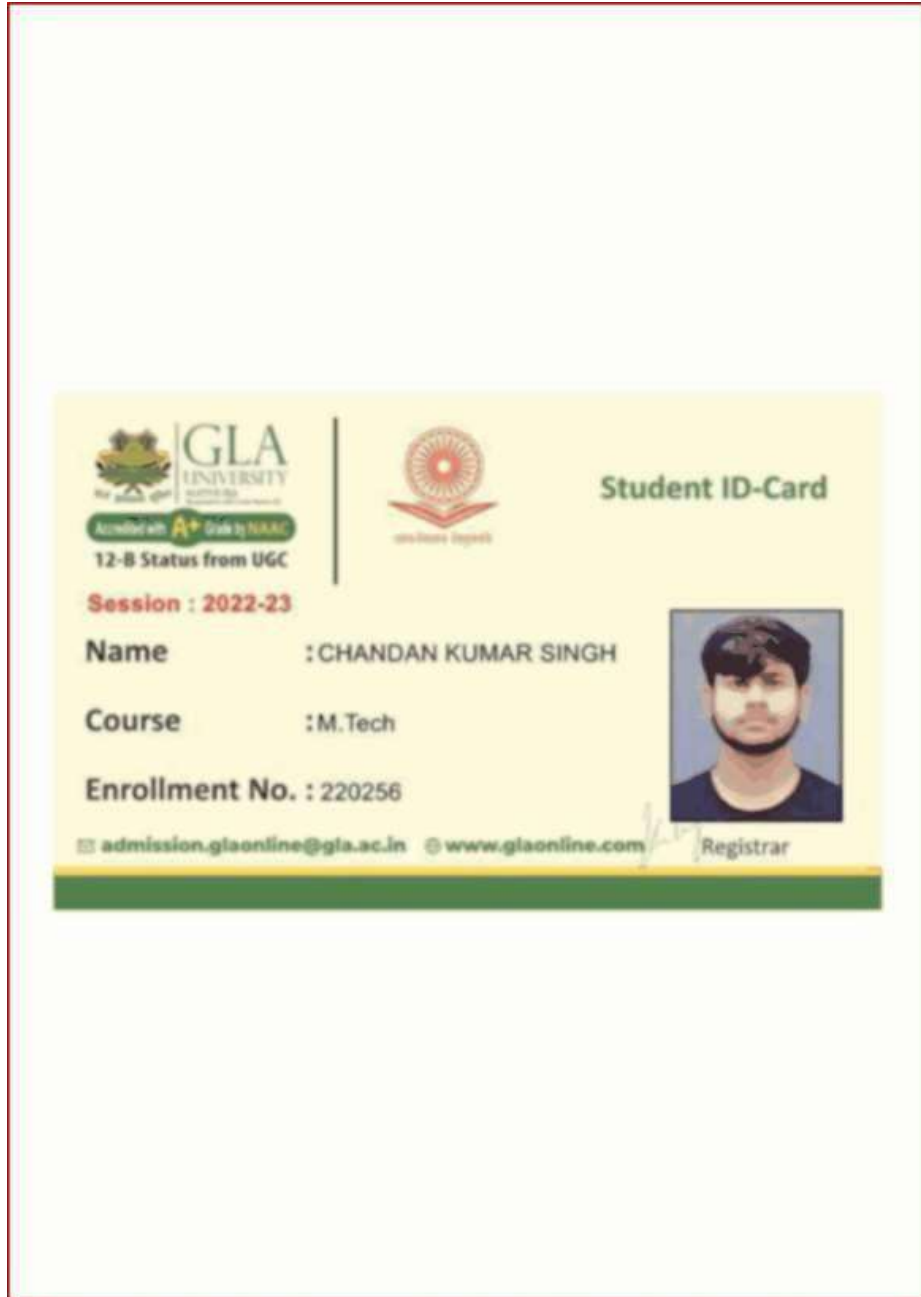 GLA
UNIVERSITY
Accredited with A+ Grade by NAAC
12-B Status from UGC
Student ID-Card
Session : 2022-23
Name : CHANDAN KUMAR SINGH
Course : M.Tech
Enrollment No. : 220256
admission.glaonline@gla.ac.in www.glaonline.com Registrar